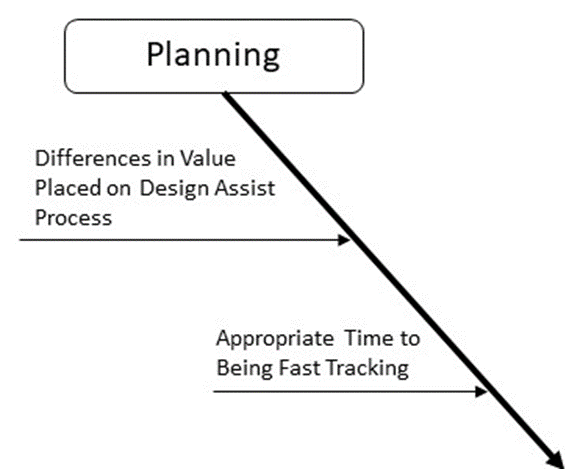 Planning
Differences in Value
Placed on Design Assist
Process
Appropriate Time to
Being Fast Tracking